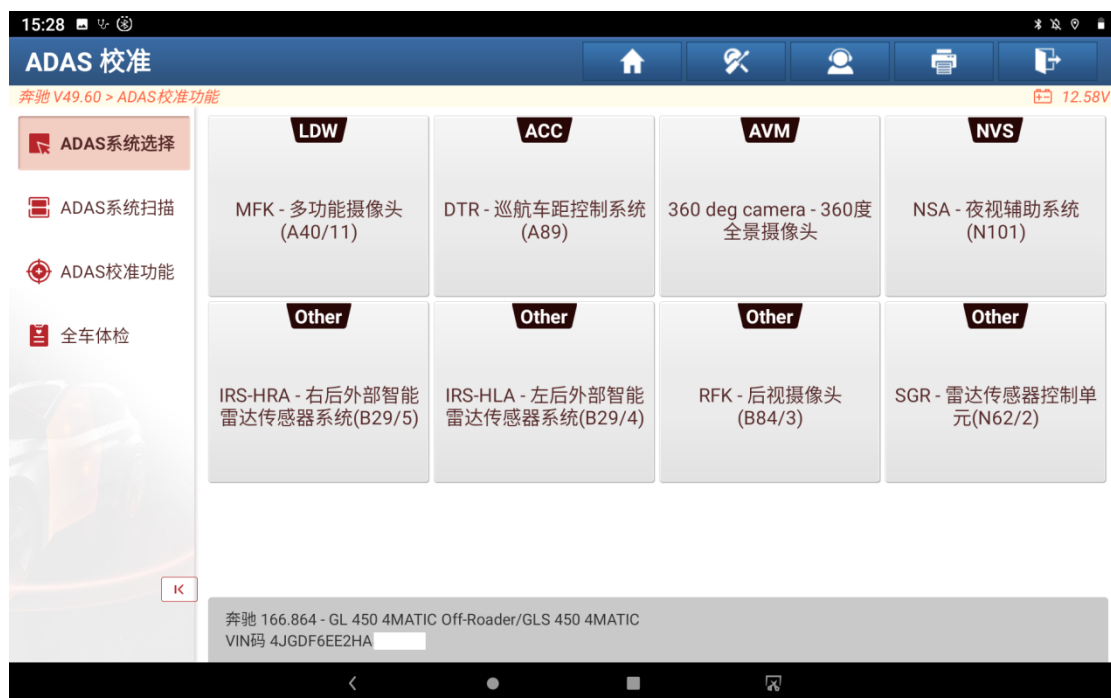 15:28
ADAS 校准
奔驰 V49.60 > ADAS校准功能
12.58V
ADAS系统选择
ADAS系统扫描
ADAS校准功能
全车体检
LDW
MFK - 多功能摄像头
(A40/11)
ACC
DTR - 巡航车距控制系统
(A89)
AVM
360 deg camera - 360度
全景摄像头
NVS
NSA - 夜视辅助系统
(N101)
Other
IRS-HRA - 右后外部智能
雷达传感器系统(B29/5)
Other
IRS-HLA - 左后外部智能
雷达传感器系统(B29/4)
Other
RFK - 后视摄像头
(B84/3)
Other
SGR - 雷达传感器控制单
元(N62/2)
奔驰 166.864 - GL 450 4MATIC Off-Roader/GLS 450 4MATIC
VIN码 4JGDF6EE2HA